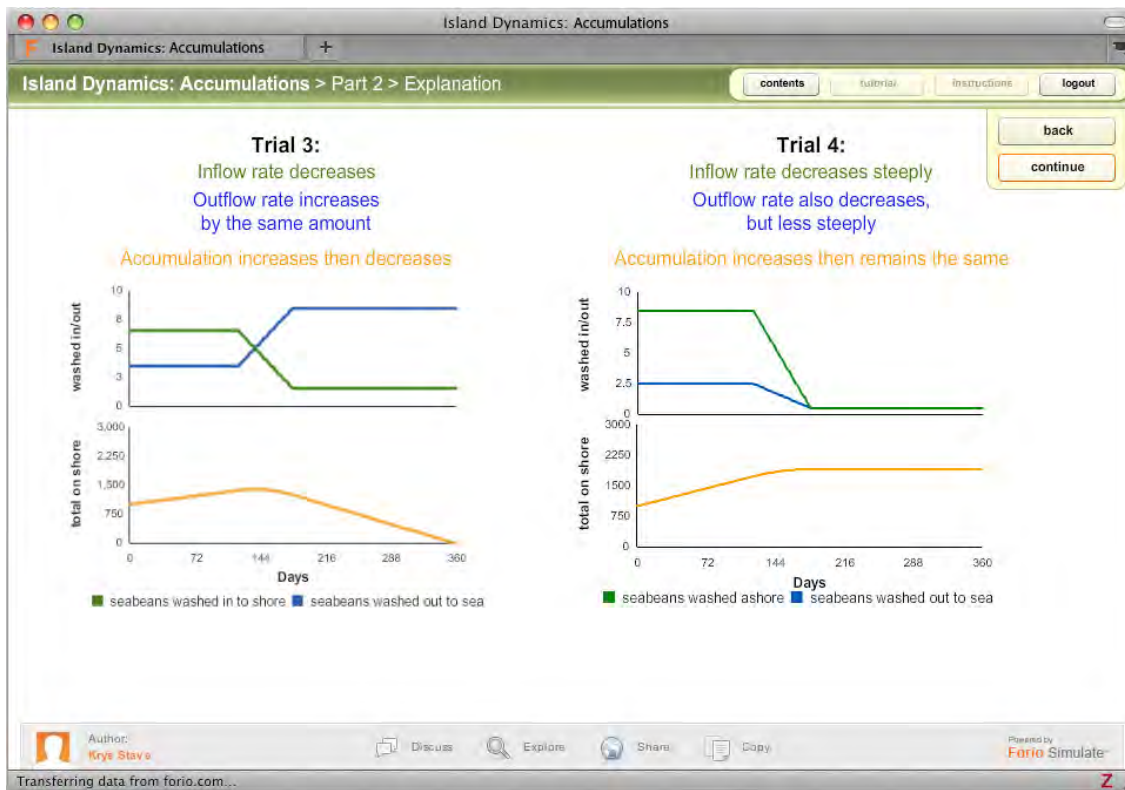 Island Dynamics: Accumulations
F Island Dynamics: Accumulations +
Island Dynamics: Accumulations > Part 2 > Explanation
contents tutorial instructions logout
back
continue
Trial 3:
Inflow rate decreases
Outflow rate increases
by the same amount
Accumulation increases then decreases
washed in/out
10
8
5
3
0
total on shore
3,000
2,250
1,500
750
0
0 72 144 216 288 360
Days
seabeans washed in to shore seabeans washed out to sea
Trial 4:
Inflow rate decreases steeply
Outflow rate also decreases,
but less steeply
Accumulation increases then remains the same
washed in/out
10
7.5
5
2.5
0
total on shore
3000
2250
1500
750
0
0 72 144 216 288 360
Days
seabeans washed ashore seabeans washed out to sea
Author:
Krys Stave
Discuss Explore Share Copy
Powered by
Forio Simulate
Transferring data from forio.com...
Z